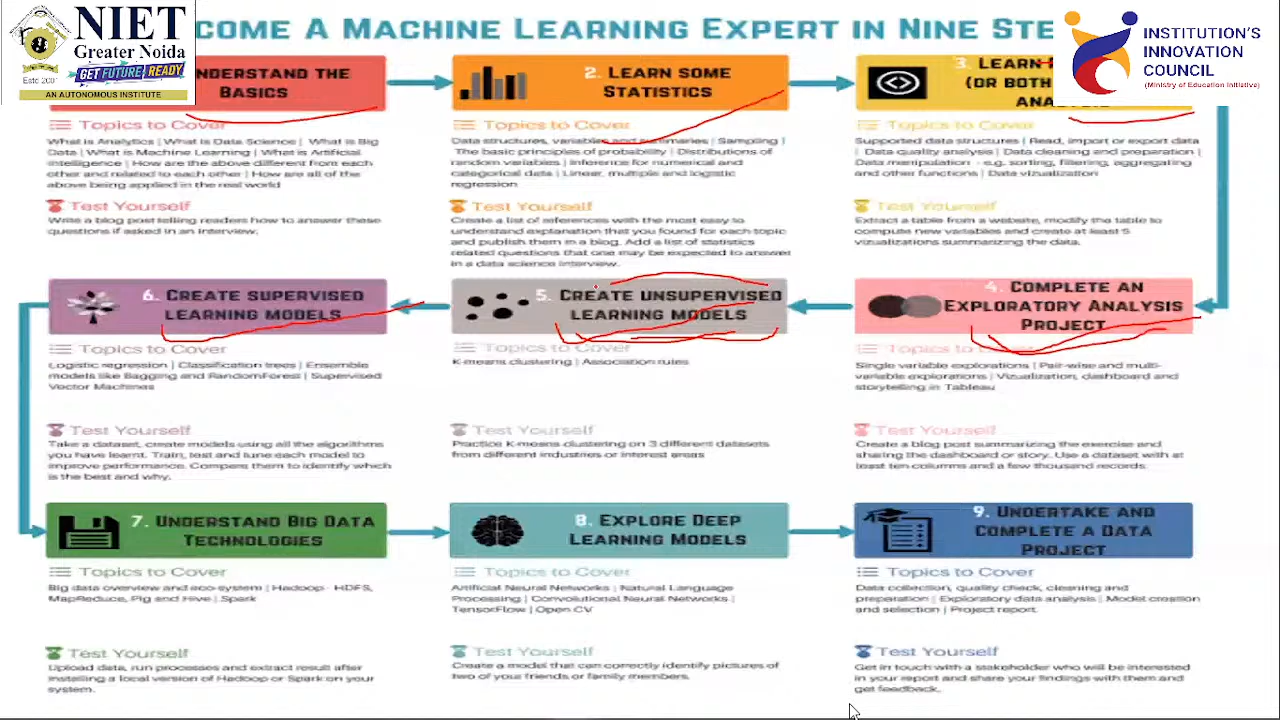 NIET
Greater Noida
GET FUTURE READY
Estd 2001
AN AUTONOMOUS INSTITUTE
COME A MACHINE LEARNING EXPERT IN NINE STE
INSTITUTION'S
INNOVATION
COUNCIL
(Ministry of Education Initiative)
NDERSTAND THE
BASICS
Topics to Cover
What is Analytics | What is Data Science | What is Big
Data | What is Machine Learning | What is Artificial
Intelligence | How are the above different from each
other and related to each other | How are all of
the above being applied in the real world
Test Yourself
Write a blog post telling readers how to answer these
questions if asked in an interview.
2. LEARN SOME
STATISTICS
Topics to Cover
Data structures, variables and summaries | Sampling |
The basic principles of probability | Distributions of
random variables | Inference for numerical and
categorical data | Linear, multiple and logistic
regression
Test Yourself
Create a list of references with the most easy to
understand explanation that you found for each topic
and publish them in a blog. Add a list of statistics
related questions that one may be expected to answer
in a data science interview.
3. LEARN
(OR BOTH
ANALYSIS
Topics to Cover
Supported data structures | Read, import or export data
| Data quality analysis | Data cleaning and preparation |
Data manipulation - e.g. sorting, filtering, aggregating
and other functions | Data vizualization
Test Yourself
Extract a table from a website, modify the table to
compute new variables and create at least 5
vizualizations summarizing the data.
6. CREATE SUPERVISED
LEARNING MODELS
Topics to Cover
Logistic regression | Classification trees | Ensemble
models like Bagging and RandomForest | Supervised
Vector Machines
Test Yourself
Take a dataset, create models using all the algorithms
you have learnt. Train, test and tune each model to
improve performance. Compare them to identify which
is the best and why.
5. CREATE UNSUPERVISED
LEARNING MODELS
Topics to Cover
K-means clustering | Association rules
Test Yourself
Practice K-means clustering on 3 different datasets
from different industries or interest areas
4. COMPLETE AN
EXPLORATORY ANALYSIS
PROJECT
Topics to Cover
Single variable explorations | Pair-wise and multi-
variable explorations | Vizualization, dashboard and
storytelling in Tableau
Test Yourself
Create a blog post summarizing the exercise and
sharing the dashboard or story. Use a dataset with at
least ten columns and a few thousand records.
7. UNDERSTAND BIG DATA
TECHNOLOGIES
Topics to Cover
Big data overview and eco-system | Hadoop - HDFS,
MapReduce, Pig and Hive | Spark
Test Yourself
Upload data, run processes and extract result after
installing a local version of Hadoop or Spark on your
system.
8. EXPLORE DEEP
LEARNING MODELS
Topics to Cover
Artificial Neural Networks | Natural Language
Processing | Convolutional Neural Networks |
TensorFlow | Open CV
Test Yourself
Create a model that can correctly identify pictures of
two of your friends or family members.
9. UNDERTAKE AND
COMPLETE A DATA
PROJECT
Topics to Cover
Data collection, quality check, cleaning and
preparation | Exploratory data analysis | Model creation
and selection | Project report
Test Yourself
Get in touch with a stakeholder who will be interested
in your report and share your findings with them and
get feedback.